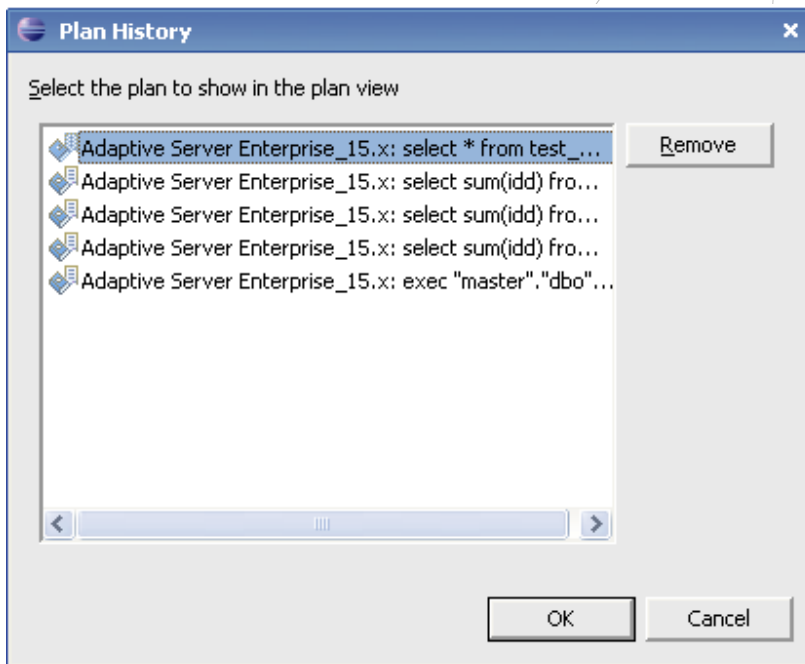 Plan History
Select the plan to show in the plan view
Adaptive Server Enterprise_15.x: select * from test_...
Remove
Adaptive Server Enterprise_15.x: select sum(idd) fro...
Adaptive Server Enterprise_15.x: select sum(idd) fro...
Adaptive Server Enterprise_15.x: select sum(idd) fro...
Adaptive Server Enterprise_15.x: exec "master"."dbo"...
OK
Cancel